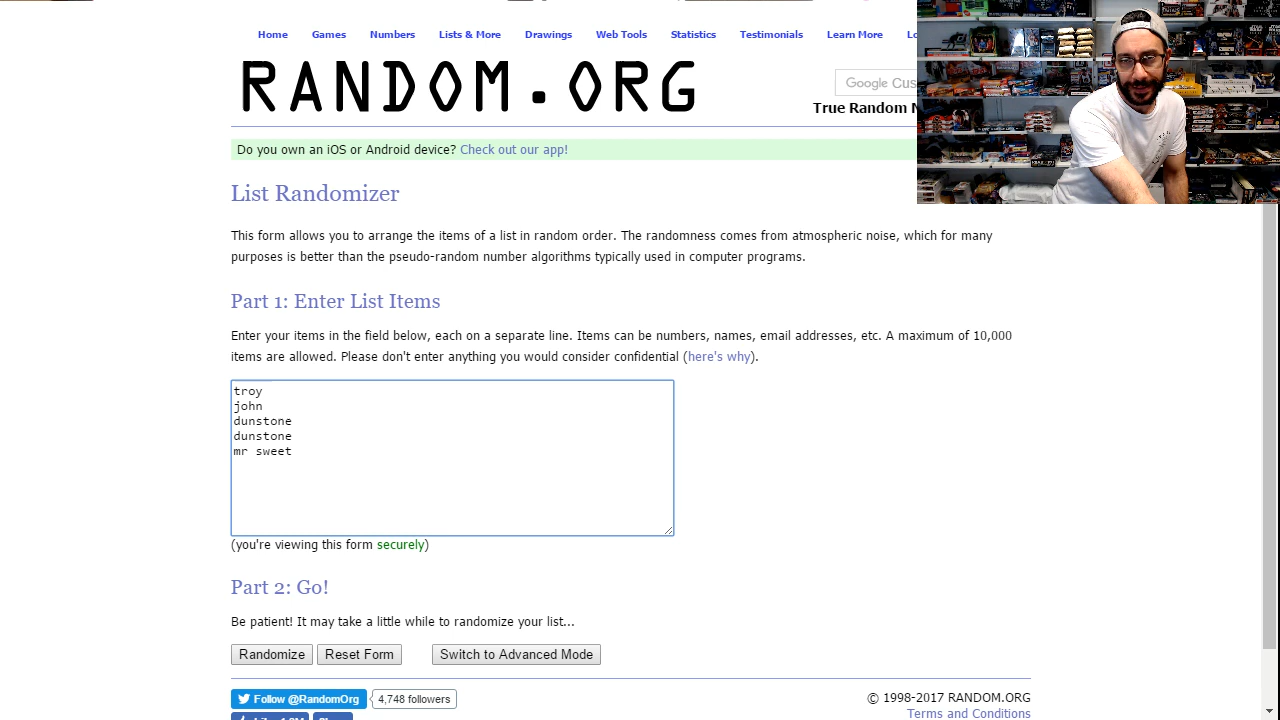 Home Games Numbers Lists & More Drawings Web Tools Statistics Testimonials Learn More
RANDOM.ORG
Google
True Random
Do you own an iOS or Android device? Check out our app!
List Randomizer
This form allows you to arrange the items of a list in random order. The randomness comes from atmospheric noise, which for many
purposes is better than the pseudo-random number algorithms typically used in computer programs.
Part 1: Enter List Items
Enter your items in the field below, each on a separate line. Items can be numbers, names, email addresses, etc. A maximum of 10,000
items are allowed. Please don't enter anything you would consider confidential (here's why).
troy
john
dunstone
dunstone
mr sweet
(you're viewing this form securely)
Part 2: Go!
Be patient! It may take a little while to randomize your list...
Randomize Reset Form Switch to Advanced Mode
Follow @RandomOrg 4,748 followers
© 1998-2017 RANDOM.ORG
Terms and Conditions